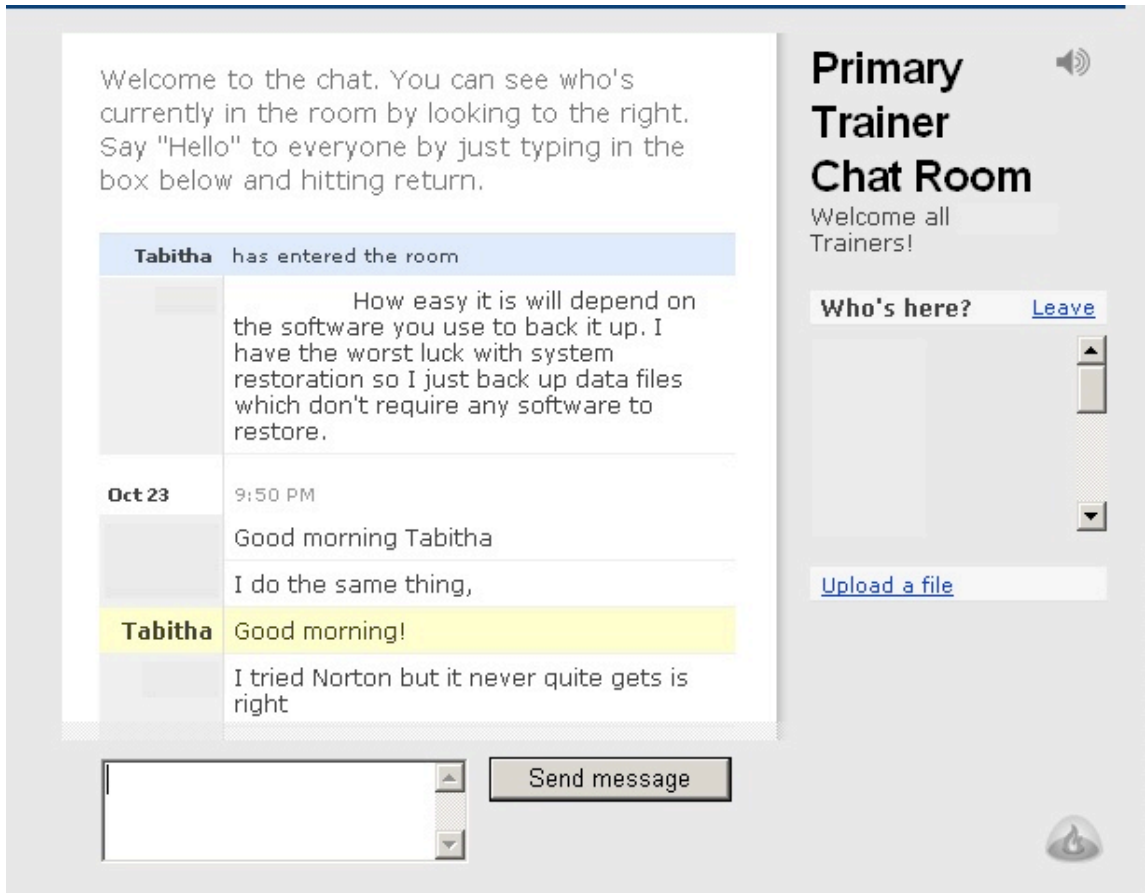 Welcome to the chat. You can see who's
currently in the room by looking to the right.
Say "Hello" to everyone by just typing in the
box below and hitting return.
Tabitha has entered the room
How easy it is will depend on
the software you use to back it up. I
have the worst luck with system
restoration so I just back up data files
which don't require any software to
restore.
Oct 23 9:50 PM
Good morning Tabitha
I do the same thing,
Tabitha Good morning!
I tried Norton but it never quite gets is
right
Send message
Primary
Trainer
Chat Room
Welcome all
Trainers!
Who's here? Leave
Upload a file